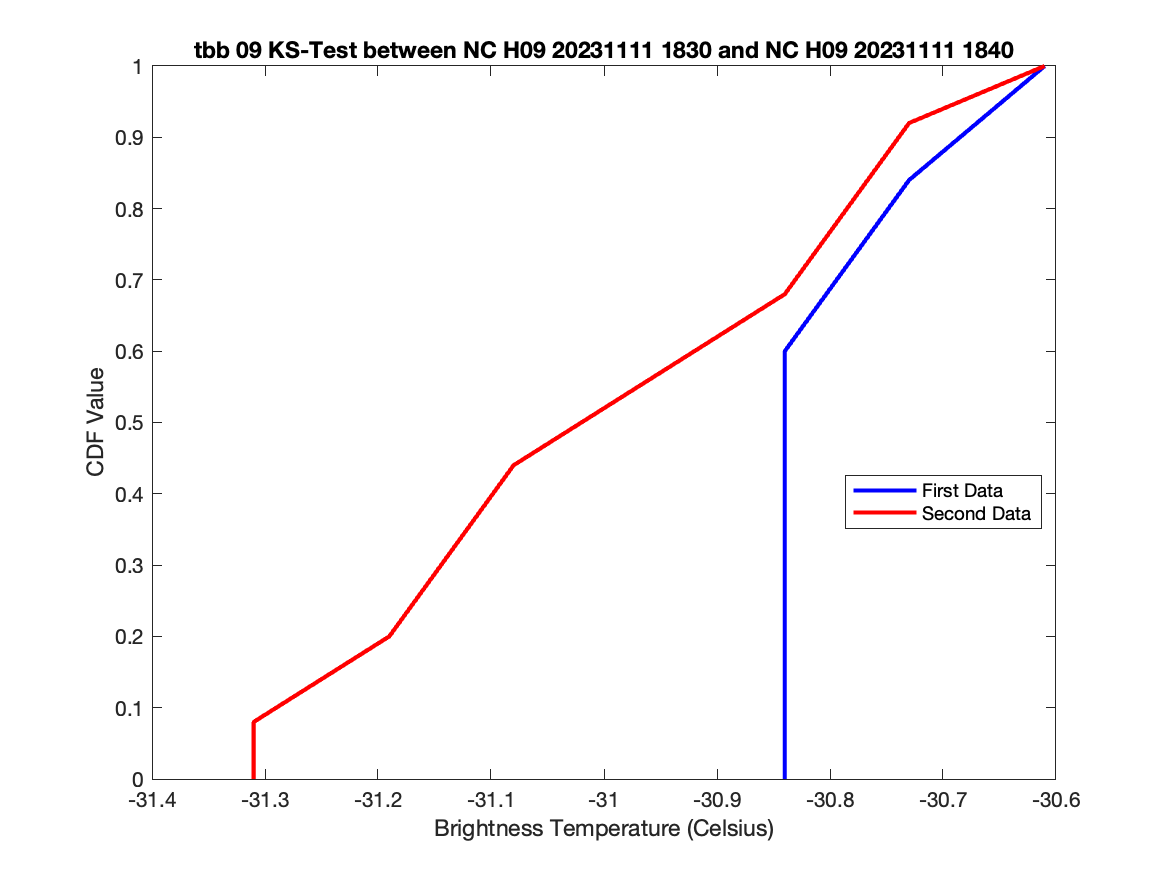 tbb 09 KS-Test between NC H09 20231111 1830 and NC H09 20231111 1840
1
0.9
0.8
0.7
0.6
0.5
0.4
0.3
0.2
0.1
0
CDF Value
First Data
Second Data
-31.4 -31.3 -31.2 -31.1 -31 -30.9 -30.8 -30.7 -30.6
Brightness Temperature (Celsius)